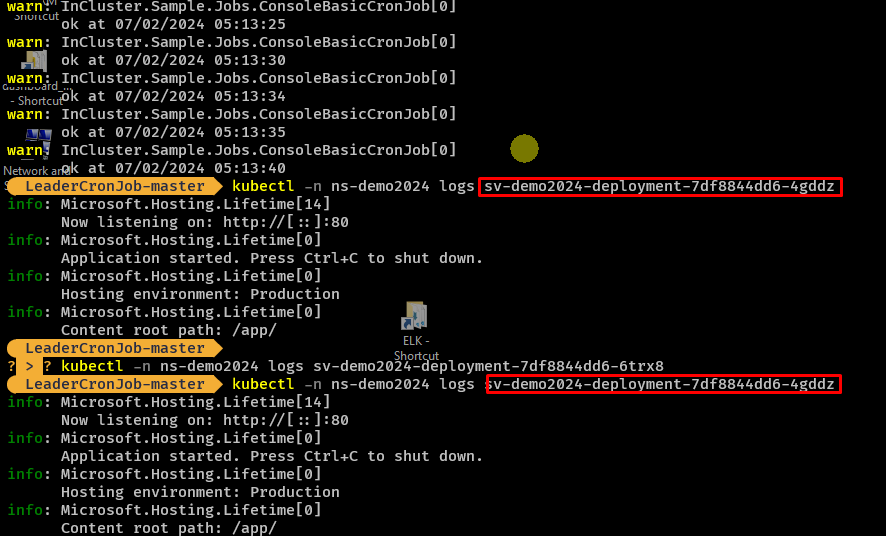 Shortcut
warn: InCluster.Sample.Jobs.ConsoleBasicCronJob[0]
ok at 07/02/2024 05:13:25
warn: InCluster.Sample.Jobs.ConsoleBasicCronJob[0]
ok at 07/02/2024 05:13:30
warn: InCluster.Sample.Jobs.ConsoleBasicCronJob[0]
dashboard_...
- Shortcut
ok at 07/02/2024 05:13:34
warn: InCluster.Sample.Jobs.ConsoleBasicCronJob[0]
ok at 07/02/2024 05:13:35
warn: InCluster.Sample.Jobs.ConsoleBasicCronJob[0]
Network and
ok at 07/02/2024 05:13:40
LeaderCronJob-master kubectl -n ns-demo2024 logs sv-demo2024-deployment-7df8844dd6-4gddz
info: Microsoft.Hosting.Lifetime[14]
Now listening on: http://[::]:80
info: Microsoft.Hosting.Lifetime[0]
Application started. Press Ctrl+C to shut down.
info: Microsoft.Hosting.Lifetime[0]
Hosting environment: Production
info: Microsoft.Hosting.Lifetime[0]
Content root path: /app/
ELK -
Shortcut
LeaderCronJob-master
? > ? kubectl -n ns-demo2024 logs sv-demo2024-deployment-7df8844dd6-6trx8
LeaderCronJob-master kubectl -n ns-demo2024 logs sv-demo2024-deployment-7df8844dd6-4gddz
info: Microsoft.Hosting.Lifetime[14]
Now listening on: http://[::]:80
info: Microsoft.Hosting.Lifetime[0]
Application started. Press Ctrl+C to shut down.
info: Microsoft.Hosting.Lifetime[0]
Hosting environment: Production
info: Microsoft.Hosting.Lifetime[0]
Content root path: /app/